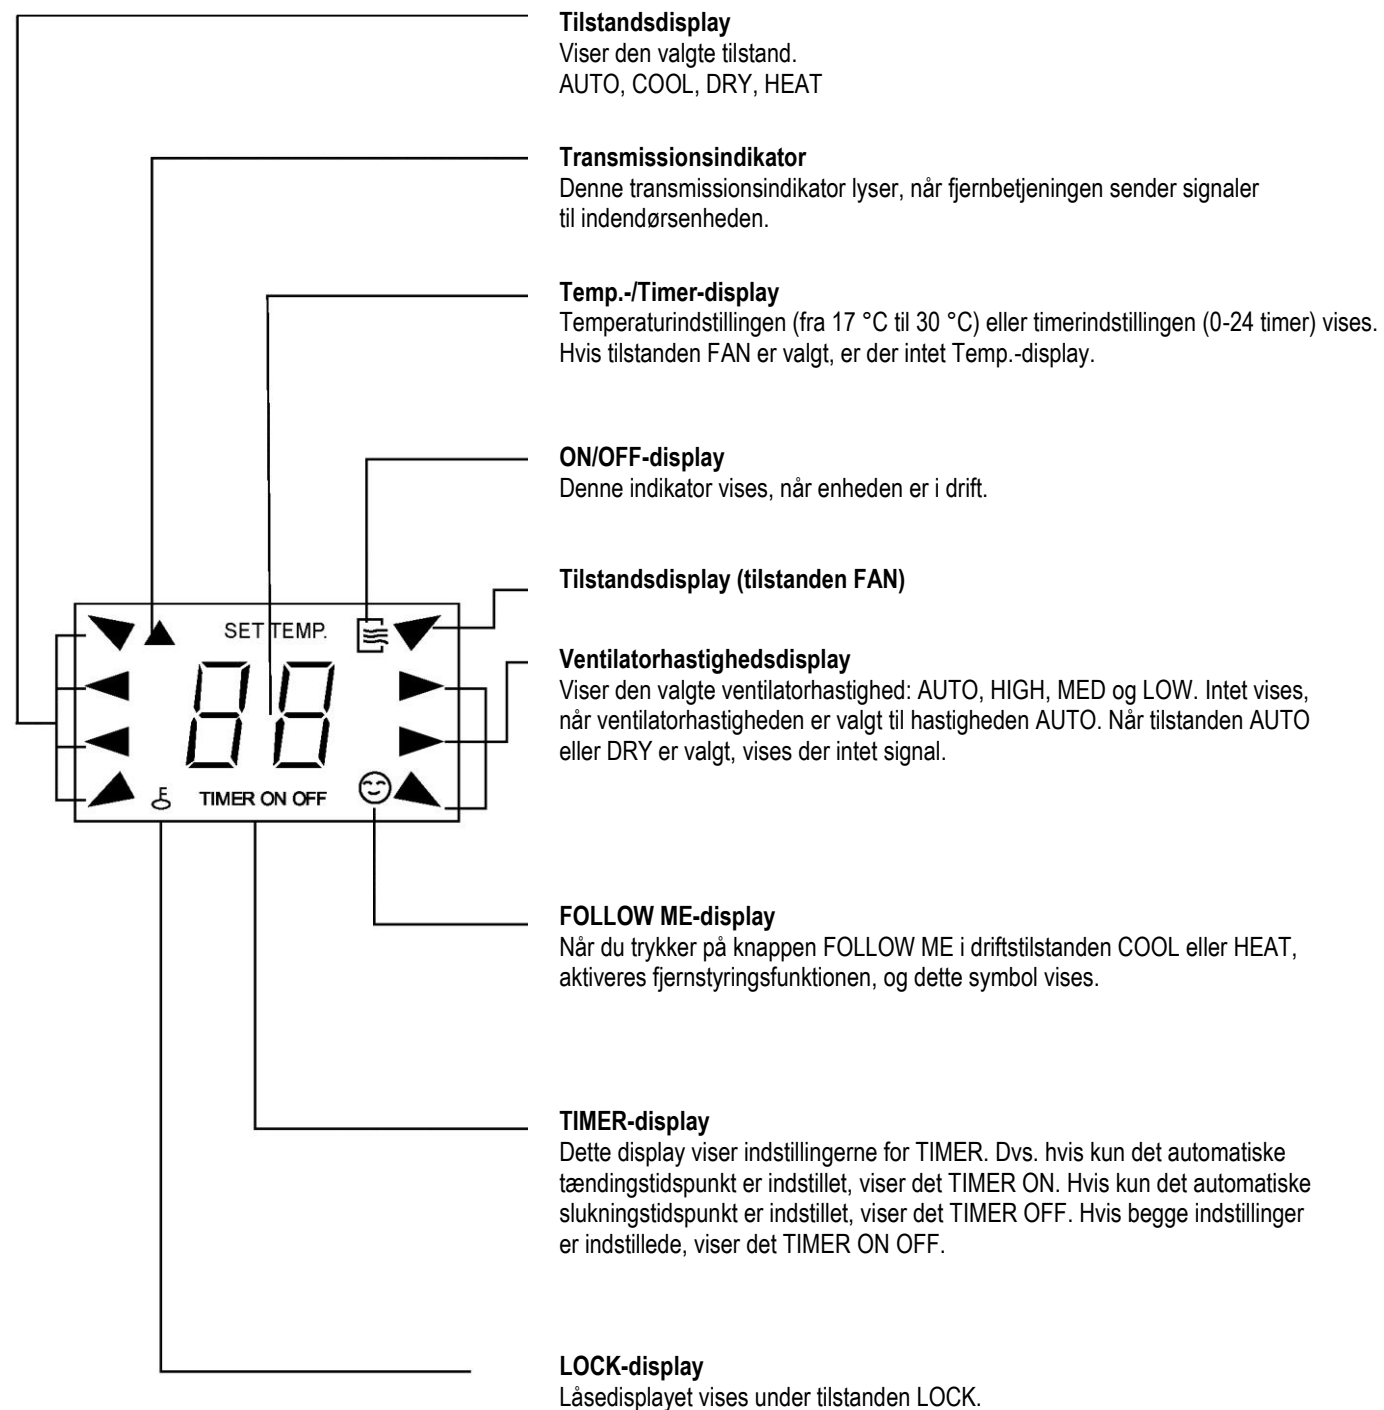 Tilstandsdisplay
Viser den valgte tilstand.
AUTO, COOL, DRY, HEAT
Transmissionsindikator
Denne transmissionsindikator lyser, når fjernbetjeningen sender signaler
til indendørsenheden.
Temp.-/Timer-display
Temperaturindstillingen (fra 17 °C til 30 °C) eller timerindstillingen (0-24 timer) vises.
Hvis tilstanden FAN er valgt, er der intet Temp.-display.
ON/OFF-display
Denne indikator vises, når enheden er i drift.
Tilstandsdisplay (tilstanden FAN)
SET TEMP.
88
TIMER ON OFF
Ventilatorhastighedsdisplay
Viser den valgte ventilatorhastighed: AUTO, HIGH, MED og LOW. Intet vises,
når ventilatorhastigheden er valgt til hastigheden AUTO. Når tilstanden AUTO
eller DRY er valgt, vises der intet signal.
FOLLOW ME-display
Når du trykker på knappen FOLLOW ME i driftstilstanden COOL eller HEAT,
aktiveres fjernstyringsfunktionen, og dette symbol vises.
TIMER-display
Dette display viser indstillingerne for TIMER. Dvs. hvis kun det automatiske
tændingstidspunkt er indstillet, viser det TIMER ON. Hvis kun det automatiske
slukningstidspunkt er indstillet, viser det TIMER OFF. Hvis begge indstillinger
er indstillede, viser det TIMER ON OFF.
LOCK-display
Låsedisplayet vises under tilstanden LOCK.